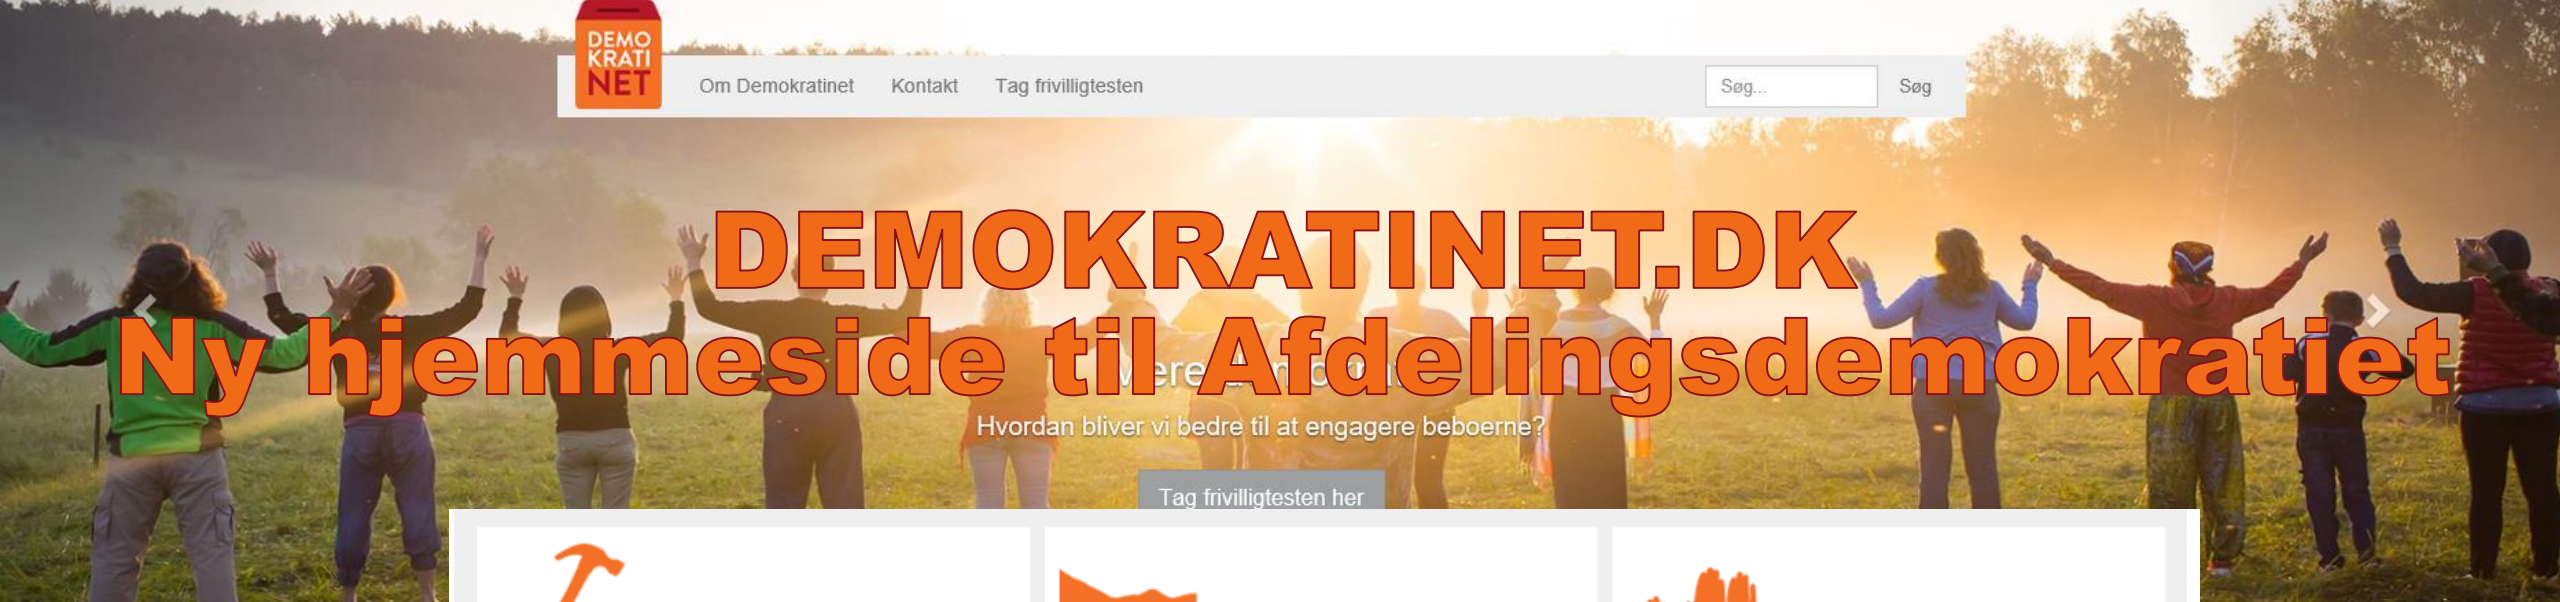 DEMO
KRATI
NET
Om Demokratinet Kontakt Tag frivilligtesten Søg... Søg
DEMOKRATINET.DK
Ny hjemmeside til Afdelingsdemokratiet
Hvordan bliver vi bedre til at engagere beboerne?
Tag frivilligtesten her